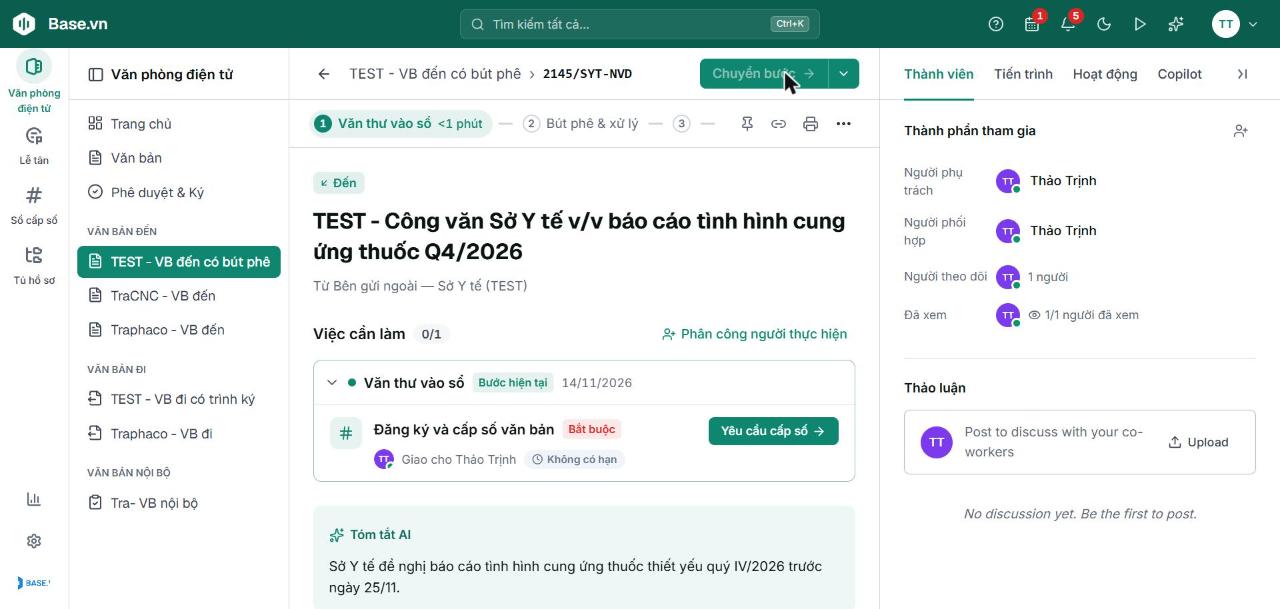 Base.vn
Tìm kiếm tất cả...
Ctrl+K
1
5
TT
Văn phòng điện tử
Lễ tân
Sổ cấp số
Tủ hồ sơ
BASE.
Văn phòng điện tử
Trang chủ
Văn bản
Phê duyệt & Ký
VĂN BẢN ĐẾN
TEST - VB đến có bút phê
TraCNC - VB đến
Traphaco - VB đến
VĂN BẢN ĐI
TEST - VB đi có trình ký
Traphaco - VB đi
VĂN BẢN NỘI BỘ
Tra- VB nội bộ
TEST - VB đến có bút phê › 2145/SYT-NVD
Chuyển bước
1 Văn thư vào sổ <1 phút
2 Bút phê & xử lý
3
Đến
TEST - Công văn Sở Y tế v/v báo cáo tình hình cung
ứng thuốc Q4/2026
Từ Bên gửi ngoài — Sở Y tế (TEST)
Việc cần làm 0/1
Phân công người thực hiện
Văn thư vào sổ Bước hiện tại 14/11/2026
Đăng ký và cấp số văn bản Bắt buộc
Yêu cầu cấp số
TT Giao cho Thảo Trịnh Không có hạn
Tóm tắt AI
Sở Y tế đề nghị báo cáo tình hình cung ứng thuốc thiết yếu quý IV/2026 trước
ngày 25/11.
Thành viên
Tiến trình
Hoạt động
Copilot
Thành phần tham gia
Người phụ trách
TT Thảo Trịnh
Người phối hợp
TT Thảo Trịnh
Người theo dõi TT 1 người
Đã xem TT 1/1 người đã xem
Thảo luận
TT
Post to discuss with your co-
workers
Upload
No discussion yet. Be the first to post.